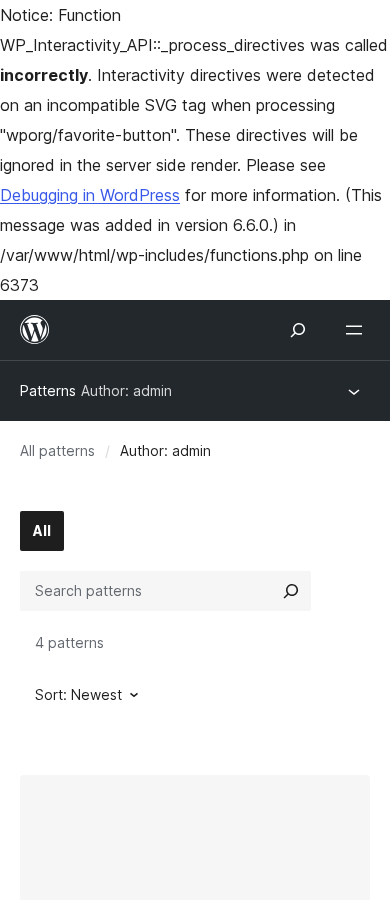 Notice: Function
WP_Interactivity_API::_process_directives was called
incorrectly. Interactivity directives were detected
on an incompatible SVG tag when processing
"wporg/favorite-button". These directives will be
ignored in the server side render. Please see
Debugging in WordPress for more information. (This
message was added in version 6.6.0.) in
/var/www/html/wp-includes/functions.php on line
6373
Patterns Author: admin
All patterns / Author: admin
All
Search patterns
4 patterns
Sort: Newest